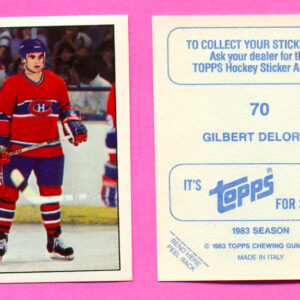 TO COLLECT YOUR STICK
Ask your dealer for th
TOPPS Hockey Sticker A
70
GILBERT DELOR
IT'S topps FOR S
1983 SEASON
© 1983 TOPPS CHEWING GUM
MADE IN ITALY
BEND HERE
PEEL BACK